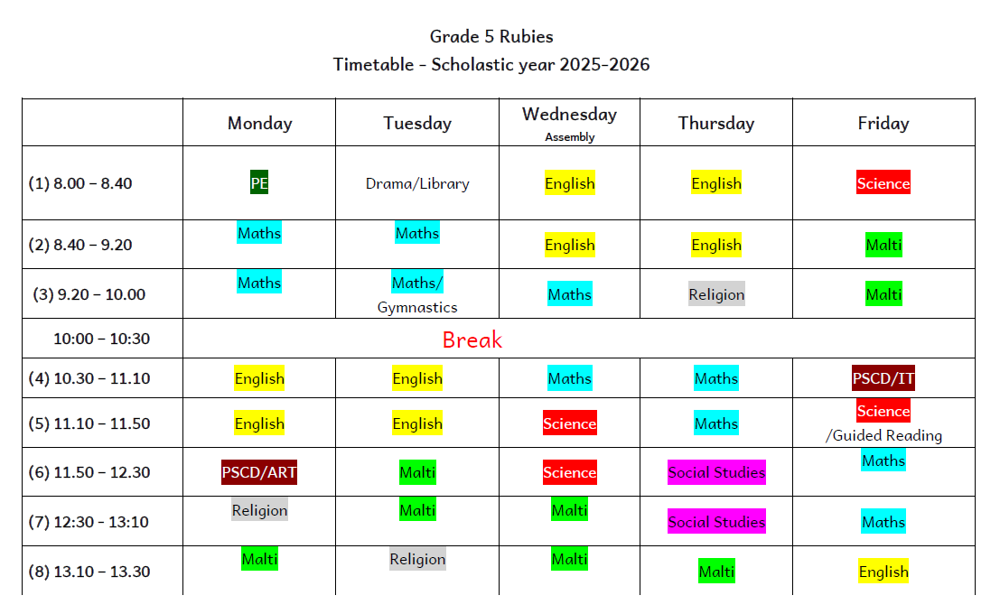 Grade 5 Rubies
Timetable – Scholastic year 2025-2026
Monday Tuesday Wednesday Thursday Friday
Assembly
(1) 8.00 – 8.40 PE Drama/Library English English Science
(2) 8.40 – 9.20 Maths Maths English English Malti
(3) 9.20 – 10.00 Maths Maths/ Maths Religion Malti
Gymnastics
10:00 – 10:30 Break
(4) 10.30 – 11.10 English English Maths Maths PSCD/IT
(5) 11.10 – 11.50 English English Science Maths Science
/Guided Reading
(6) 11.50 – 12.30 PSCD/ART Malti Science Social Studies Maths
(7) 12:30 – 13:10 Religion Malti Malti Social Studies Maths
(8) 13.10 – 13.30 Malti Religion Malti Malti English